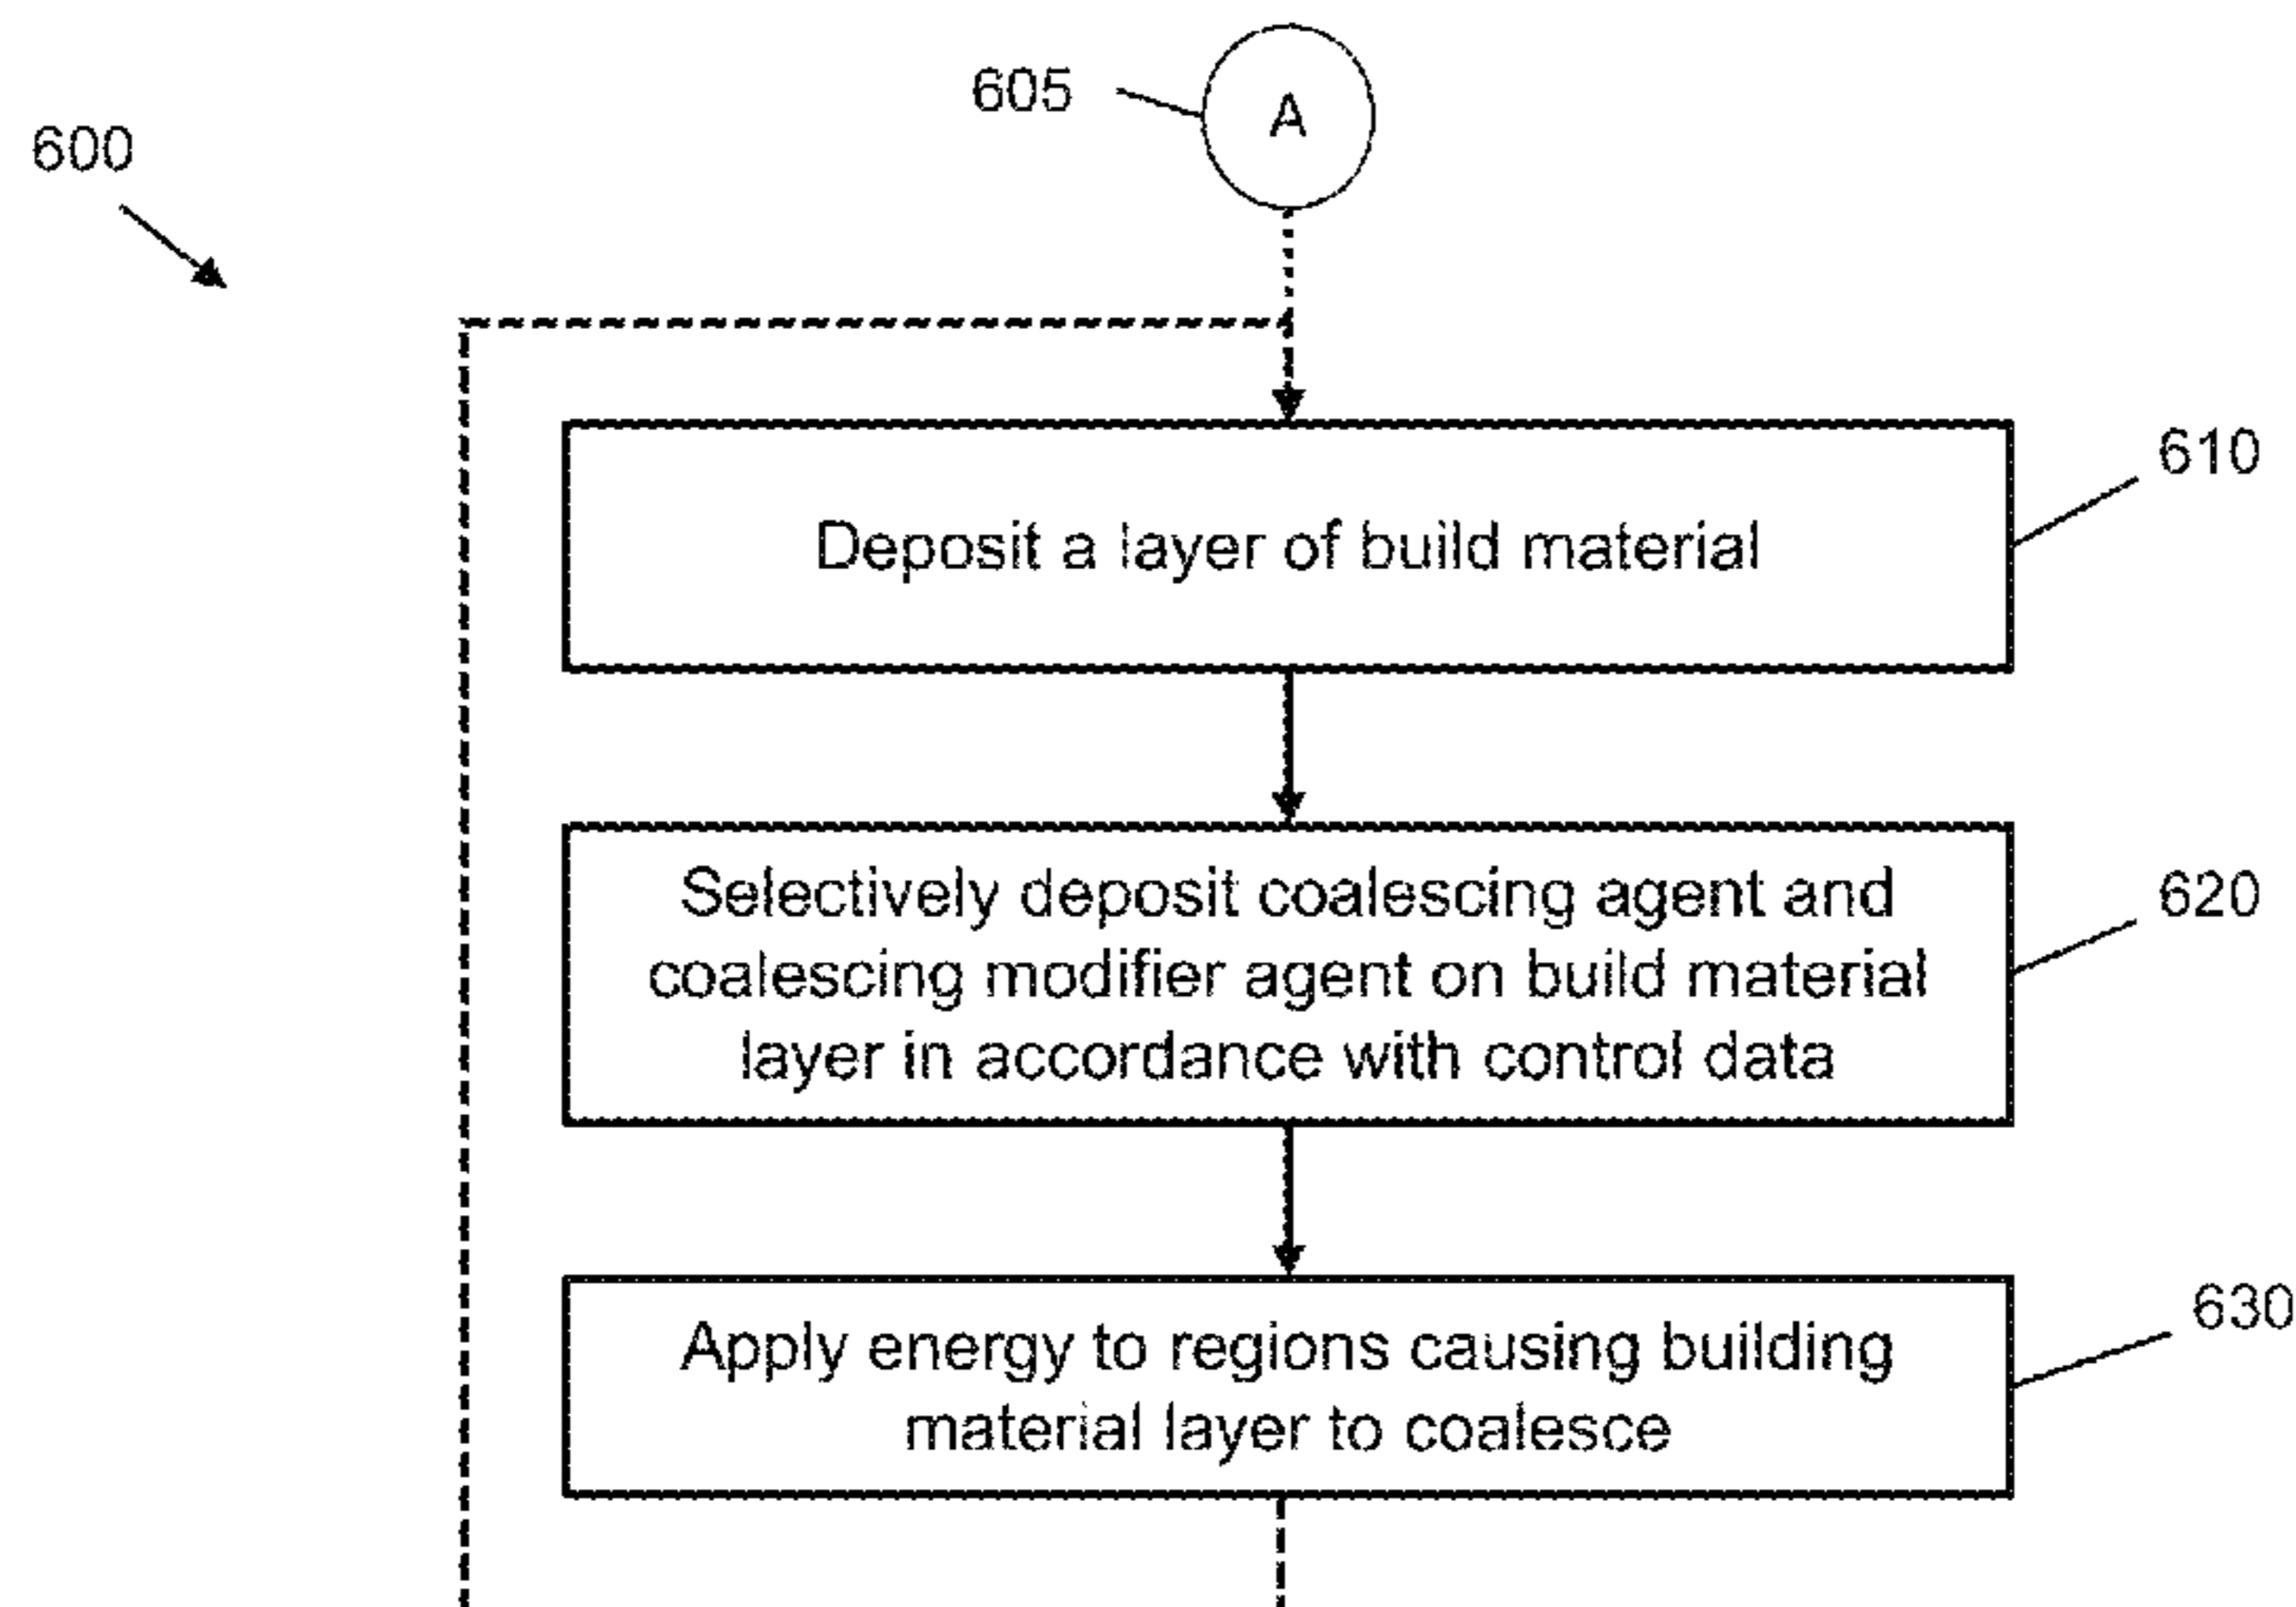 605
A
600
610
Deposit a layer of build material
620
Selectively deposit coalescing agent and
coalescing modifier agent on build material
layer in accordance with control data
630
Apply energy to regions causing building
material layer to coalesce